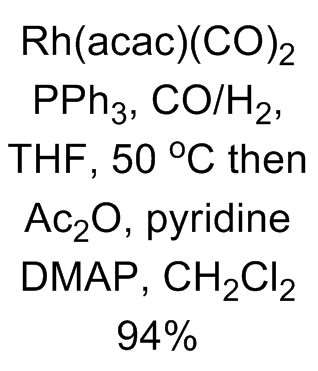 Rh(acac)(CO)₂
PPh₃, CO/H₂,
THF, 50 ºC then
Ac₂O, pyridine
DMAP, CH₂Cl₂
94%